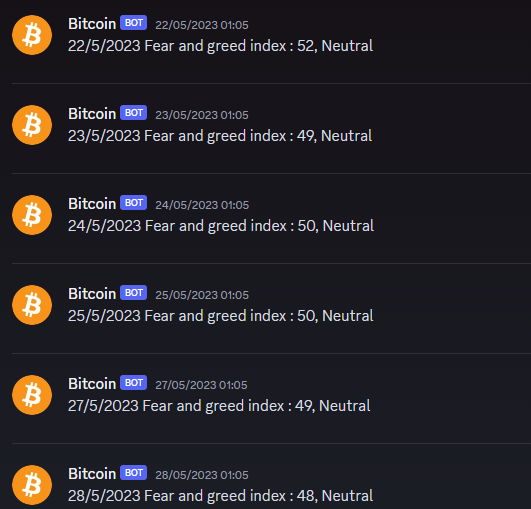 Bitcoin BOT 22/05/2023 01:05
22/5/2023 Fear and greed index : 52, Neutral
Bitcoin BOT 23/05/2023 01:05
23/5/2023 Fear and greed index : 49, Neutral
Bitcoin BOT 24/05/2023 01:05
24/5/2023 Fear and greed index : 50, Neutral
Bitcoin BOT 25/05/2023 01:05
25/5/2023 Fear and greed index : 50, Neutral
Bitcoin BOT 27/05/2023 01:05
27/5/2023 Fear and greed index : 49, Neutral
Bitcoin BOT 28/05/2023 01:05
28/5/2023 Fear and greed index : 48, Neutral